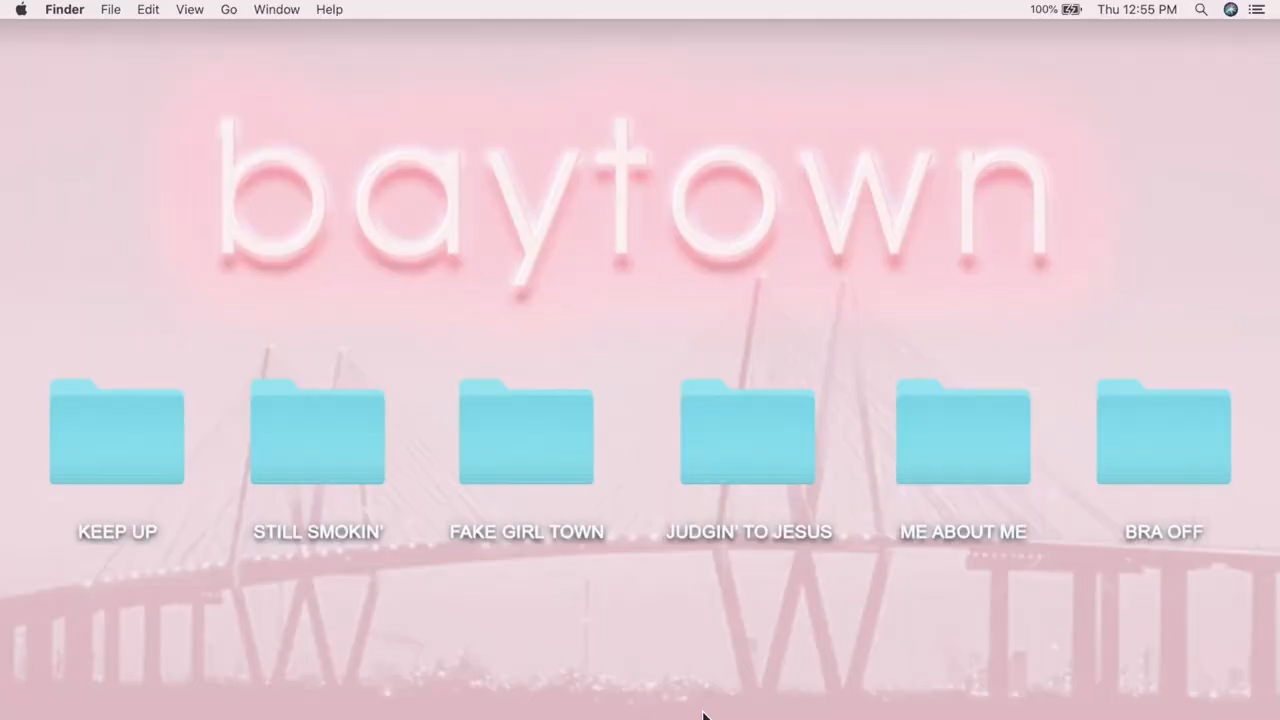 Finder File Edit View Go Window Help 100% Thu 12:55 PM
baytown
KEEP UP STILL SMOKIN’ FAKE GIRL TOWN JUDGIN’ TO JESUS ME ABOUT ME BRA OFF